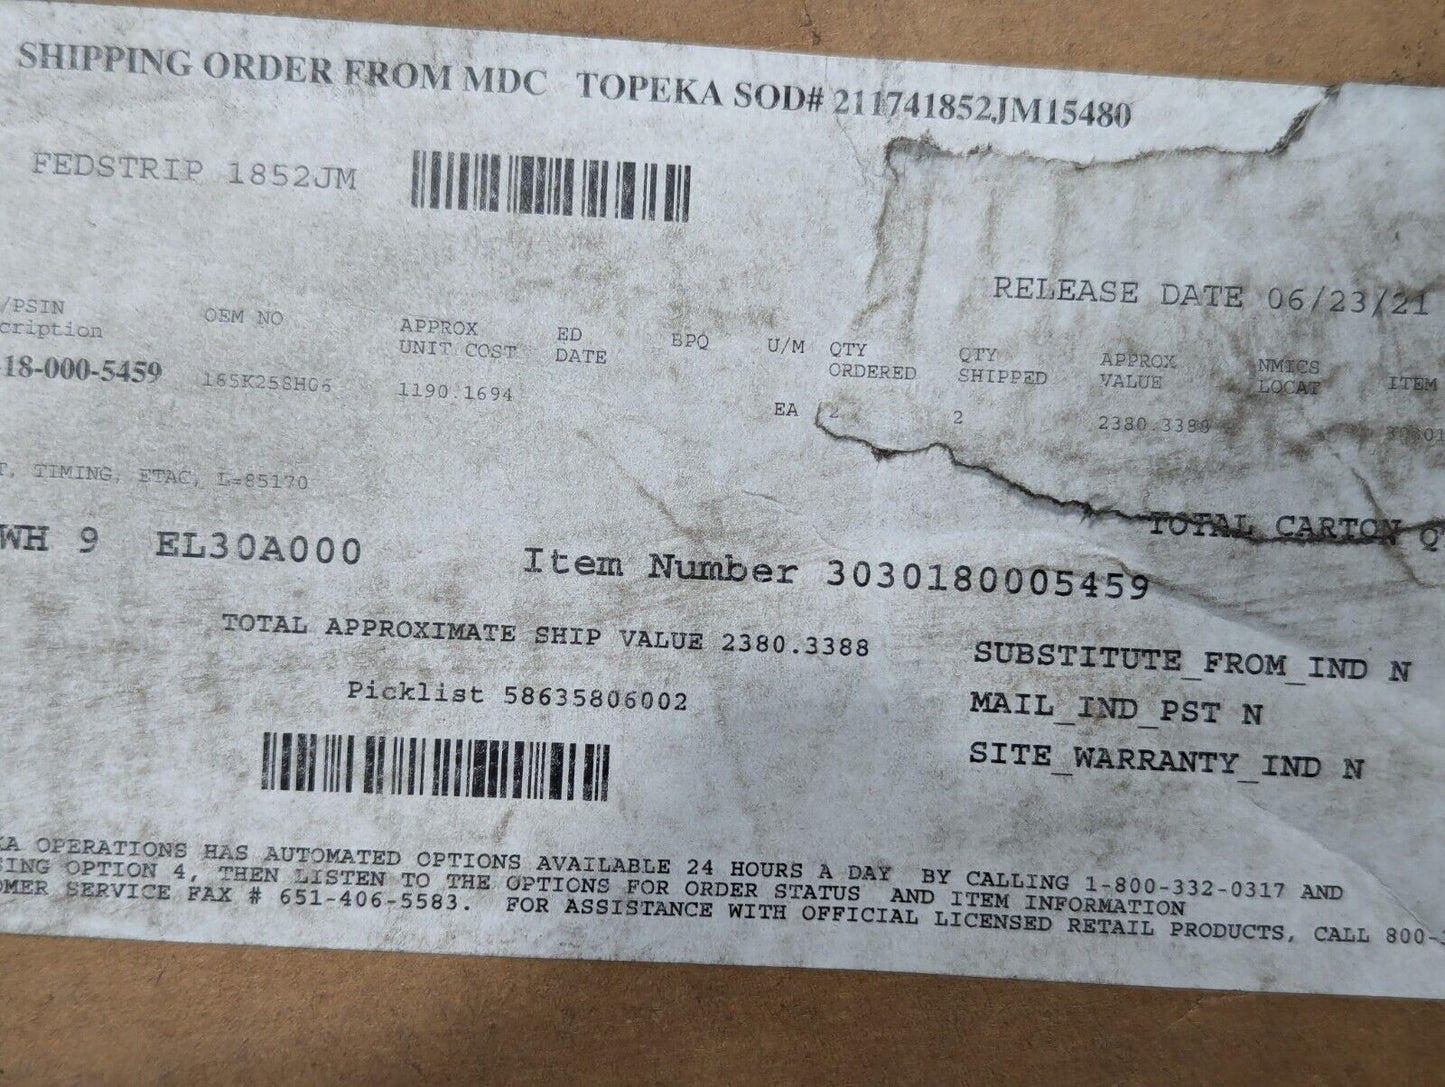 SHIPPING ORDER FROM MDC TOPEKA SOD# 211741852JM15480
FEDSTRIP 1852JM
RELEASE DATE 06/23/21
/PSIN OEM NO APPROX ED BPQ U/M QTY QTY APPROX NMICS ITEM
cription UNIT COST DATE ORDERED SHIPPED VALUE LOCAT
18-000-5459 165K258H06 1190.1694 EA 2 2 2380.3388
T, TIMING, ETAC, L=85170
TOTAL CARTON Q
WH 9 EL30A000 Item Number 3030180005459
TOTAL APPROXIMATE SHIP VALUE 2380.3388
SUBSTITUTE_FROM_IND N
Picklist 58635806002
MAIL_IND_PST N
SITE_WARRANTY_IND N
KA OPERATIONS HAS AUTOMATED OPTIONS AVAILABLE 24 HOURS A DAY BY CALLING 1-800-332-0317 AND
SING OPTION 4, THEN LISTEN TO THE OPTIONS FOR ORDER STATUS AND ITEM INFORMATION
OMER SERVICE FAX # 651-406-5583. FOR ASSISTANCE WITH OFFICIAL LICENSED RETAIL PRODUCTS, CALL 800-